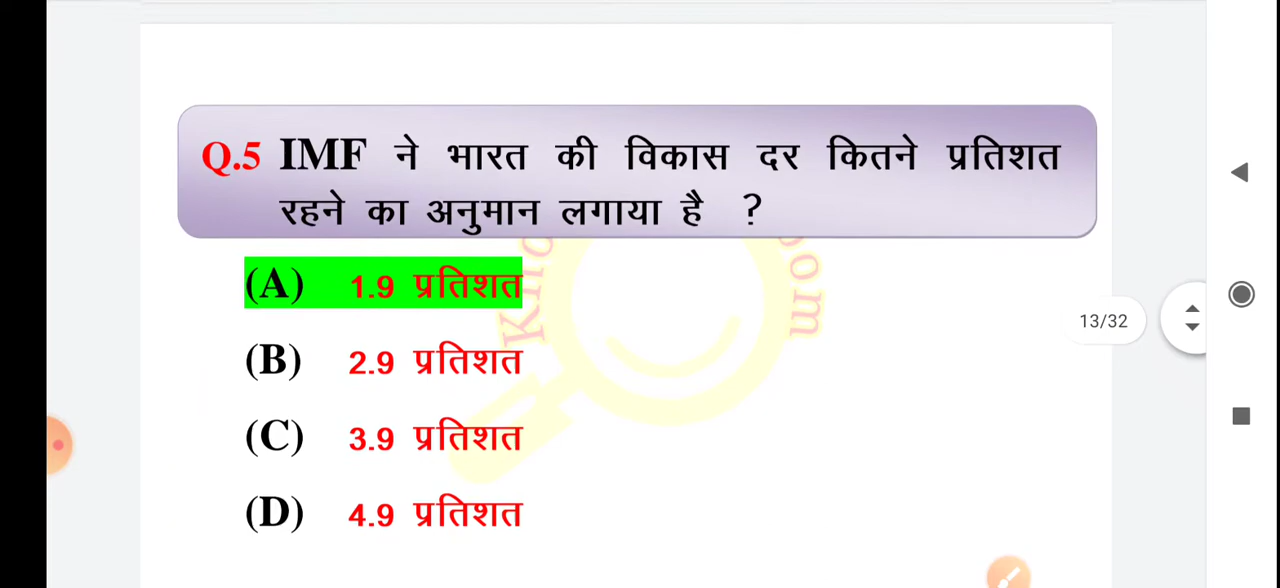 Q.5 IMF ने भारत की विकास दर कितने प्रतिशत
रहने का अनुमान लगाया है ?
(A) 1.9 प्रतिशत
(B) 2.9 प्रतिशत
13/32
(C) 3.9 प्रतिशत
(D) 4.9 प्रतिशत